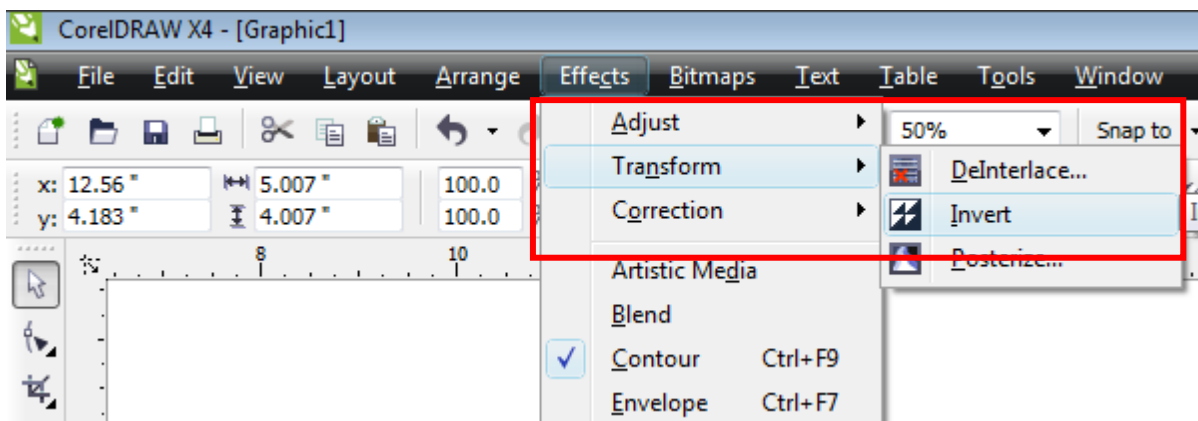 CorelDRAW X4 - [Graphic1]
File Edit View Layout Arrange Effects Bitmaps Text Table Tools Window
Adjust
50% Snap to
x: 12.56 " 5.007 " 100.0
Transform
DeInterlace...
y: 4.183 " 4.007 " 100.0
Correction
Invert
8 10
Posterize...
Artistic Media
Blend
Contour Ctrl+F9
Envelope Ctrl+F7